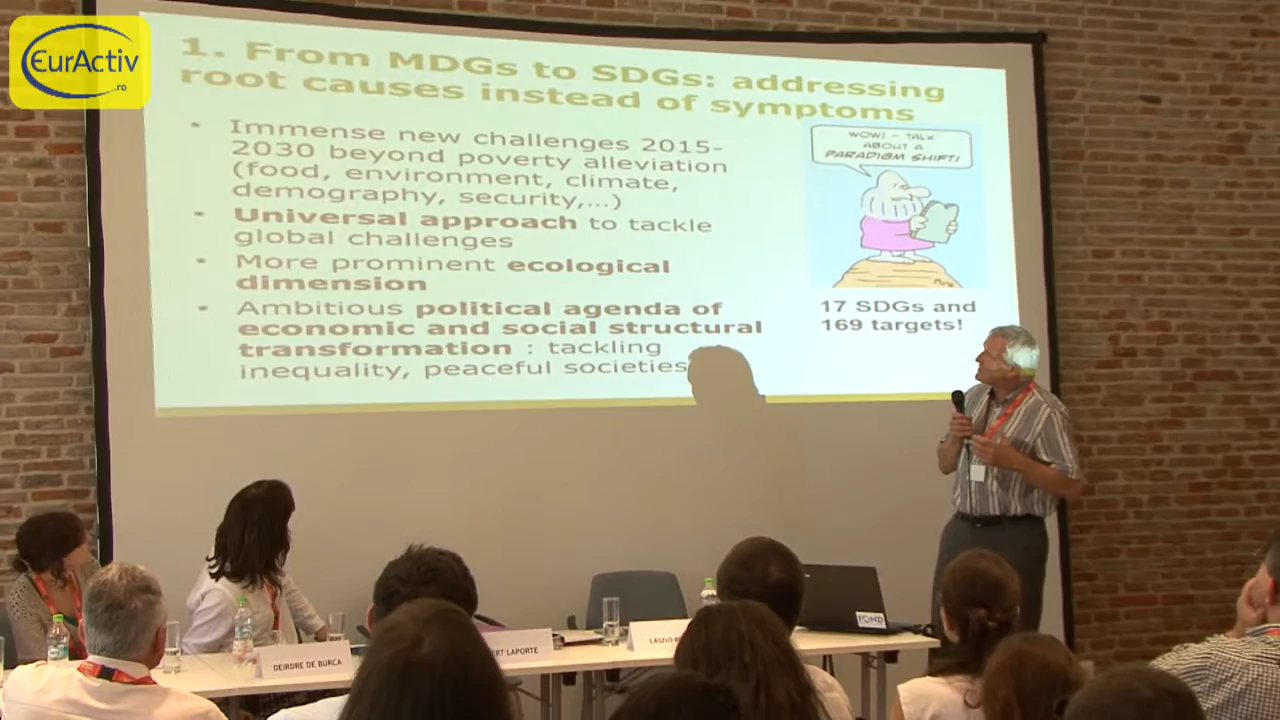 EurActiv
.ro
1. From MDGs to SDGs: addressing
root causes instead of symptoms
• Immense new challenges 2015-
2030 beyond poverty alleviation
(food, environment, climate,
demography, security,...)
• Universal approach to tackle
global challenges
• More prominent ecological
dimension
• Ambitious political agenda of
economic and social structural
transformation : tackling
inequality, peaceful societies
WOW! - TALK
ABOUT A
PARADIGM SHIFT!
17 SDGs and
169 targets!
DEIRDRE DE BURCA
LAPORTE
LASZLO
FOND